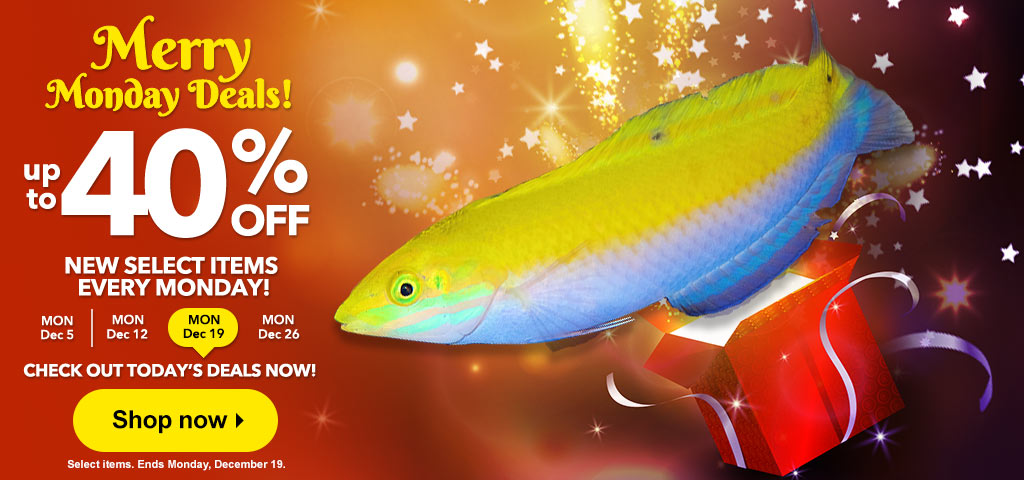 Merry
Monday Deals!
up to 40% OFF
NEW SELECT ITEMS
EVERY MONDAY!
MON Dec 5
MON Dec 12
MON Dec 19
MON Dec 26
CHECK OUT TODAY'S DEALS NOW!
Shop now
Select items. Ends Monday, December 19.